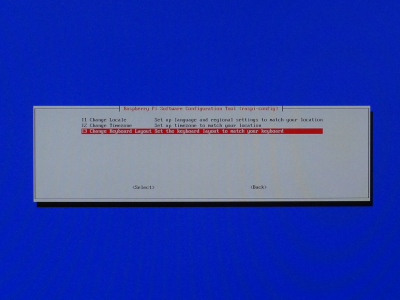 Raspberry Pi Software Configuration Tool (raspi-config)
I1 Change Locale Set up language and regional settings to match your location
I2 Change Timezone Set up timezone to match your location
I3 Change Keyboard Layout Set the keyboard layout to match your keyboard
<Select> <Back>